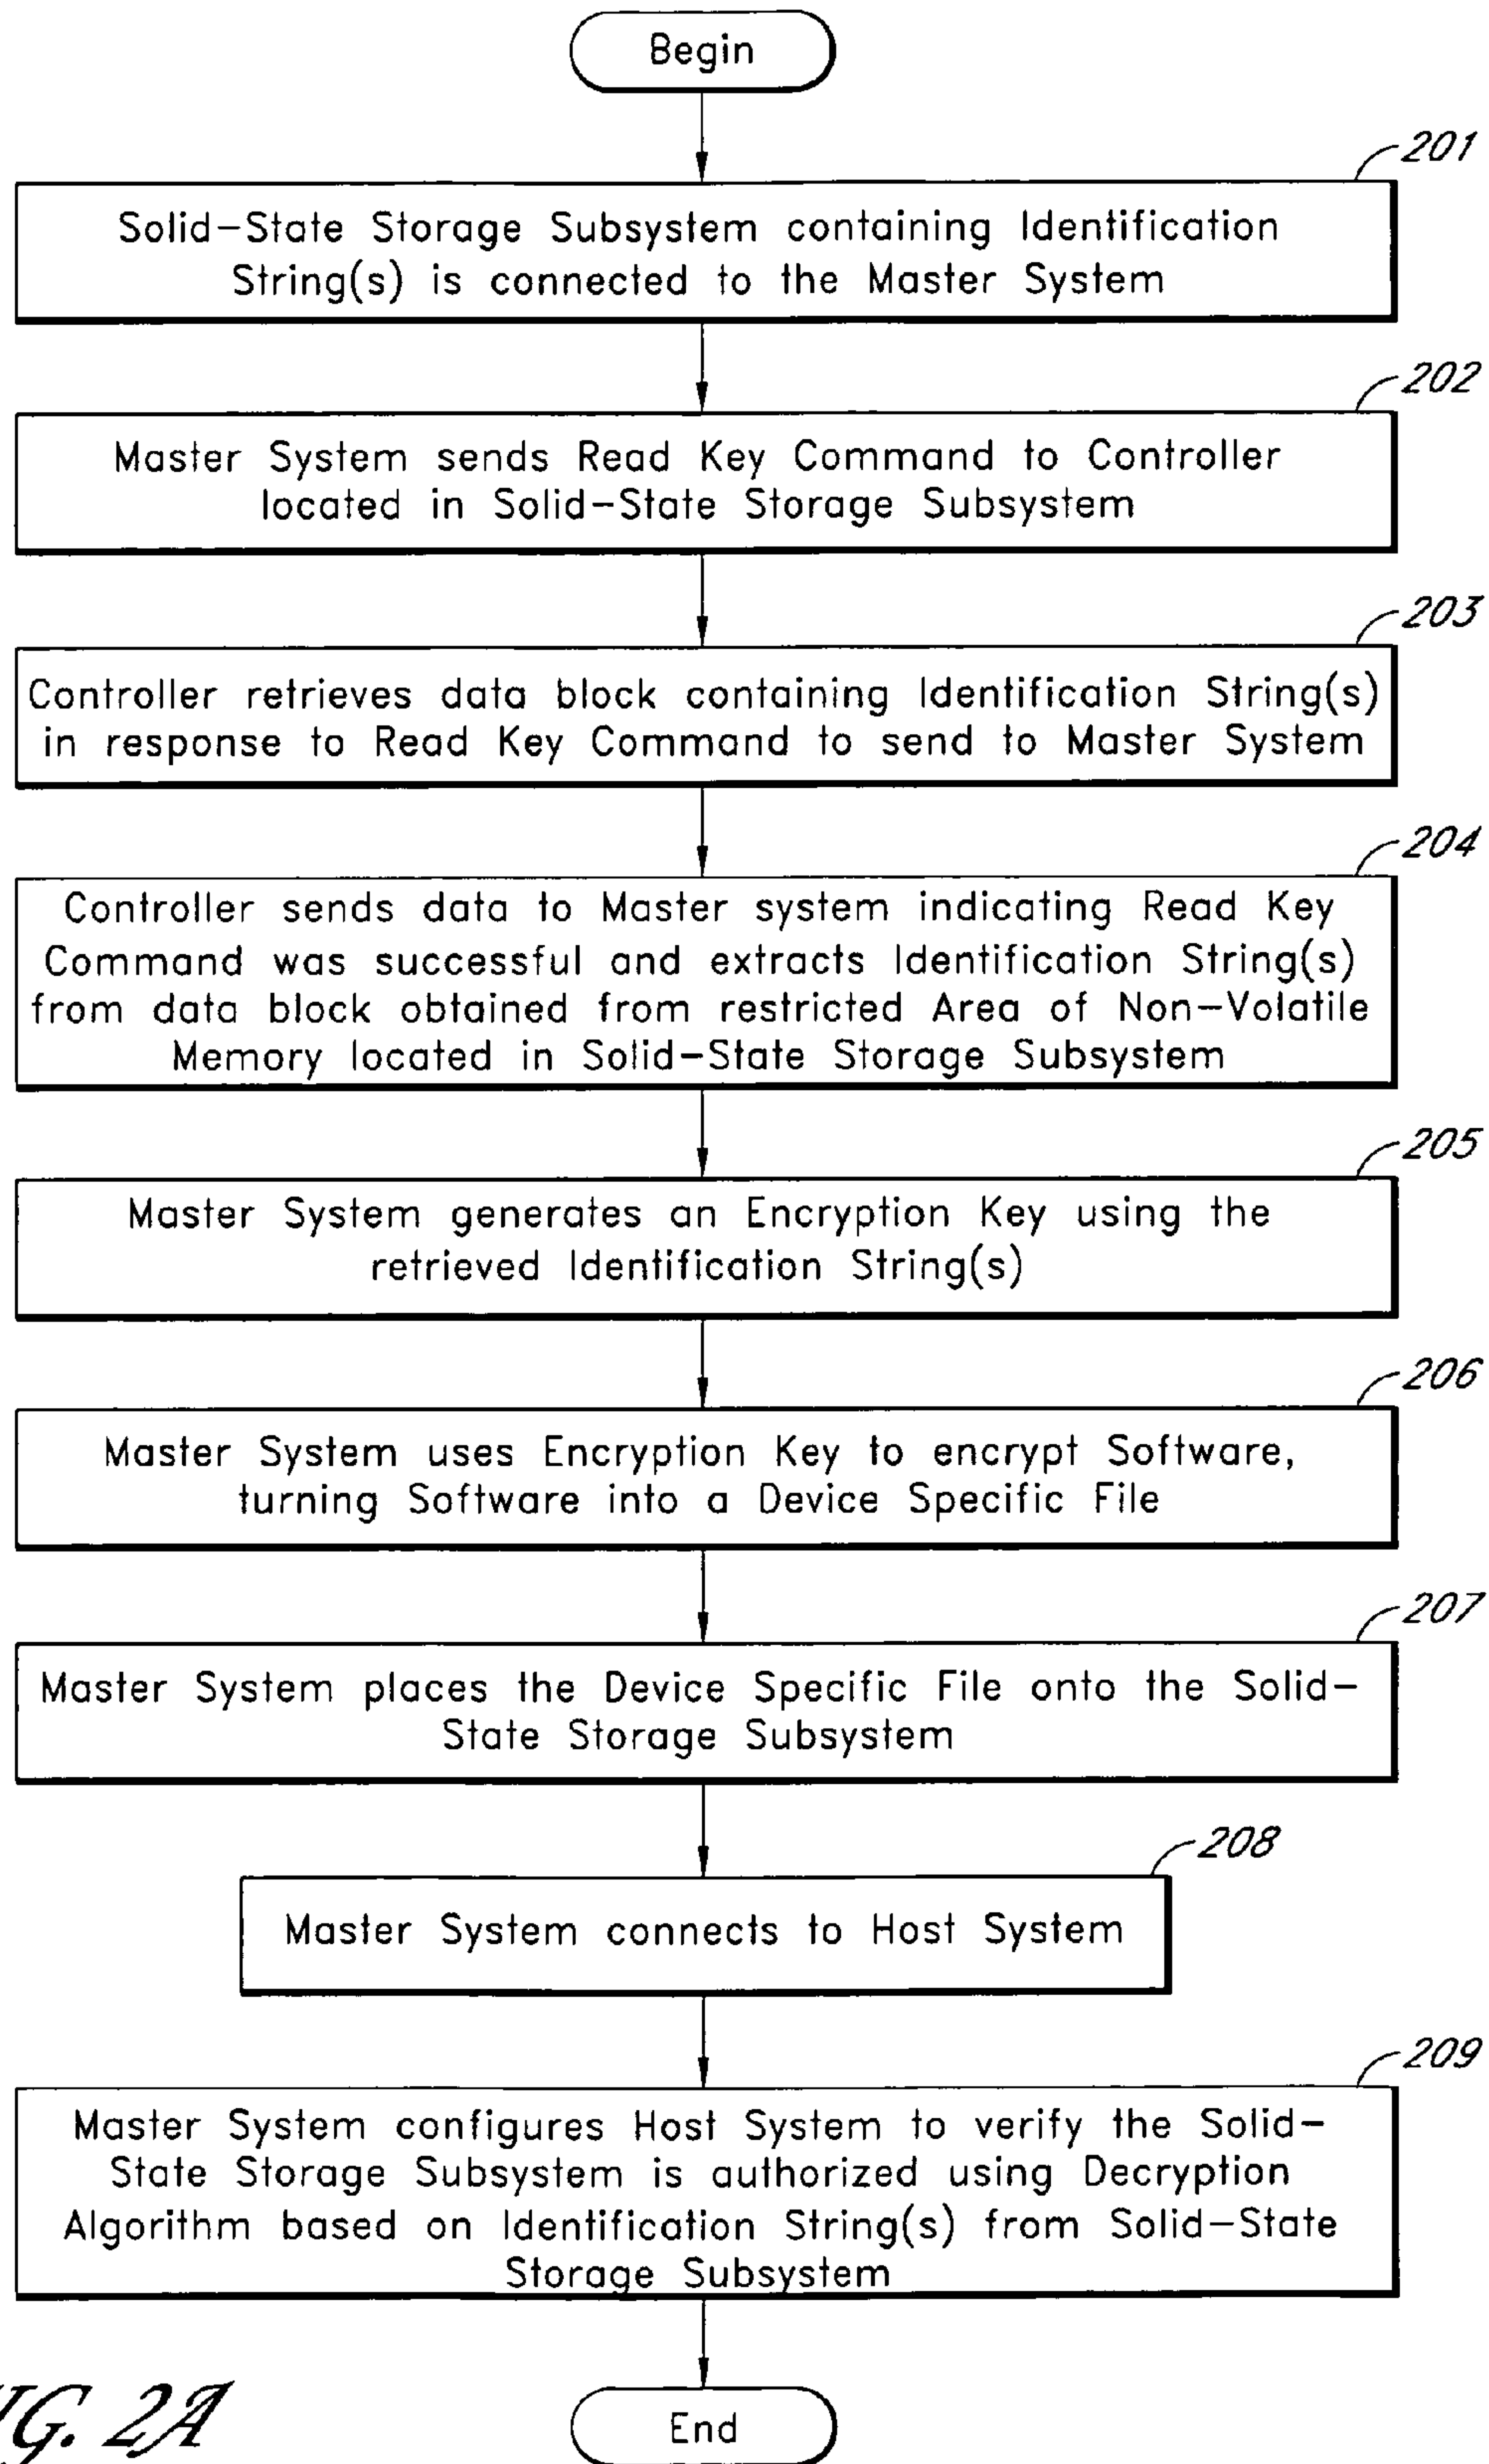 Begin
201
Solid-State Storage Subsystem containing Identification
String(s) is connected to the Master System
202
Master System sends Read Key Command to Controller
located in Solid-State Storage Subsystem
203
Controller retrieves data block containing Identification String(s)
in response to Read Key Command to send to Master System
204
Controller sends data to Master system indicating Read Key
Command was successful and extracts Identification String(s)
from data block obtained from restricted Area of Non-Volatile
Memory located in Solid-State Storage Subsystem
205
Master System generates an Encryption Key using the
retrieved Identification String(s)
206
Master System uses Encryption Key to encrypt Software,
turning Software into a Device Specific File
207
Master System places the Device Specific File onto the Solid-
State Storage Subsystem
208
Master System connects to Host System
209
Master System configures Host System to verify the Solid-
State Storage Subsystem is authorized using Decryption
Algorithm based on Identification String(s) from Solid-State
Storage Subsystem
End
2A